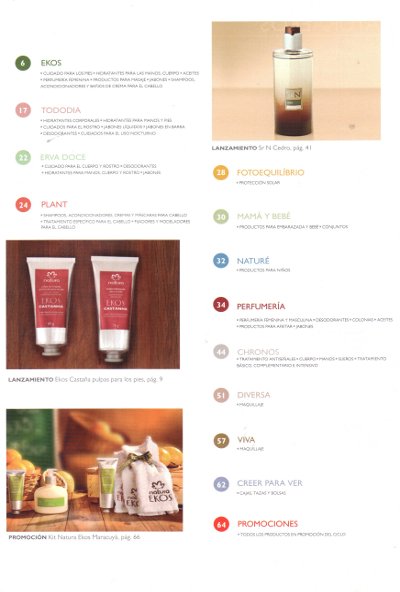 6 EKOS
• CUIDADO PARA LOS PIES • HIDRATANTES PARA LAS MANOS, CUERPO • ACEITES
• PERFUMERÍA FEMENINA • PRODUCTOS PARA MASAJE • JABONES • SHAMPOOS,
ACONDICIONADORES Y BAÑOS DE CREMA PARA EL CABELLO
17 TODODIA
• HIDRATANTES CORPORALES • HIDRATANTES PARA MANOS Y PIES
• CUIDADOS PARA EL ROSTRO • JABONES LÍQUIDOS Y JABONES EN BARRA
• DESODORANTES • CUIDADOS PARA EL USO NOCTURNO
22 ERVA DOCE
• CUIDADO PARA EL CUERPO Y ROSTRO • DESODORANTES
• HIDRATANTES PARA MANOS, CUERPO Y ROSTRO • JABONES
24 PLANT
• SHAMPOOS, ACONDICIONADORES, CREMAS Y MÁSCARAS PARA CABELLO
• TRATAMIENTO ESPECÍFICO PARA EL CABELLO • FIJADORES Y MODELADORES
PARA EL CABELLO
natura
natura
EKOS
CASTANHA
EKOS
CASTANHA
LANZAMIENTO Ekos Castaña pulpas para los pies, pág. 9
natura
EKOS
PROMOCIÓN Kit Natura Ekos Maracuyá, pág. 66
N
LANZAMIENTO Sr N Cedro, pág. 41
28 FOTOEQUILÍBRIO
• PROTECCIÓN SOLAR
30 MAMÁ Y BEBÉ
• PRODUCTOS PARA EMBARAZADA Y BEBÉ • CONJUNTOS
32 NATURÉ
• PRODUCTOS PARA NIÑOS
34 PERFUMERÍA
• PERFUMERIA FEMENINA Y MASCULINA • DESODORANTES • COLONIAS • ACEITES
• PRODUCTOS PARA AFEITAR • JABONES
44 CHRONOS
• TRATAMIENTO ANTISEÑALES • CUERPO • MANOS • SUEROS • TRATAMIENTO
BÁSICO, COMPLEMENTARIO E INTENSIVO
51 DIVERSA
• MAQUILLAJE
57 VIVA
• MAQUILLAJE
62 CREER PARA VER
• CAJAS, TAZAS Y BOLSAS
64 PROMOCIONES
• TODOS LOS PRODUCTOS EN PROMOCIÓN DEL CICLO